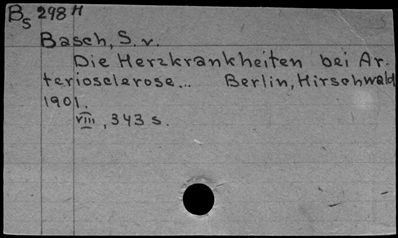 Bs 298 M
Basch, S. v.
Die Herzkrankheiten bei Ar-
teriosclerose... Berlin, Hirschwald
1901.
VIII, 343 s.